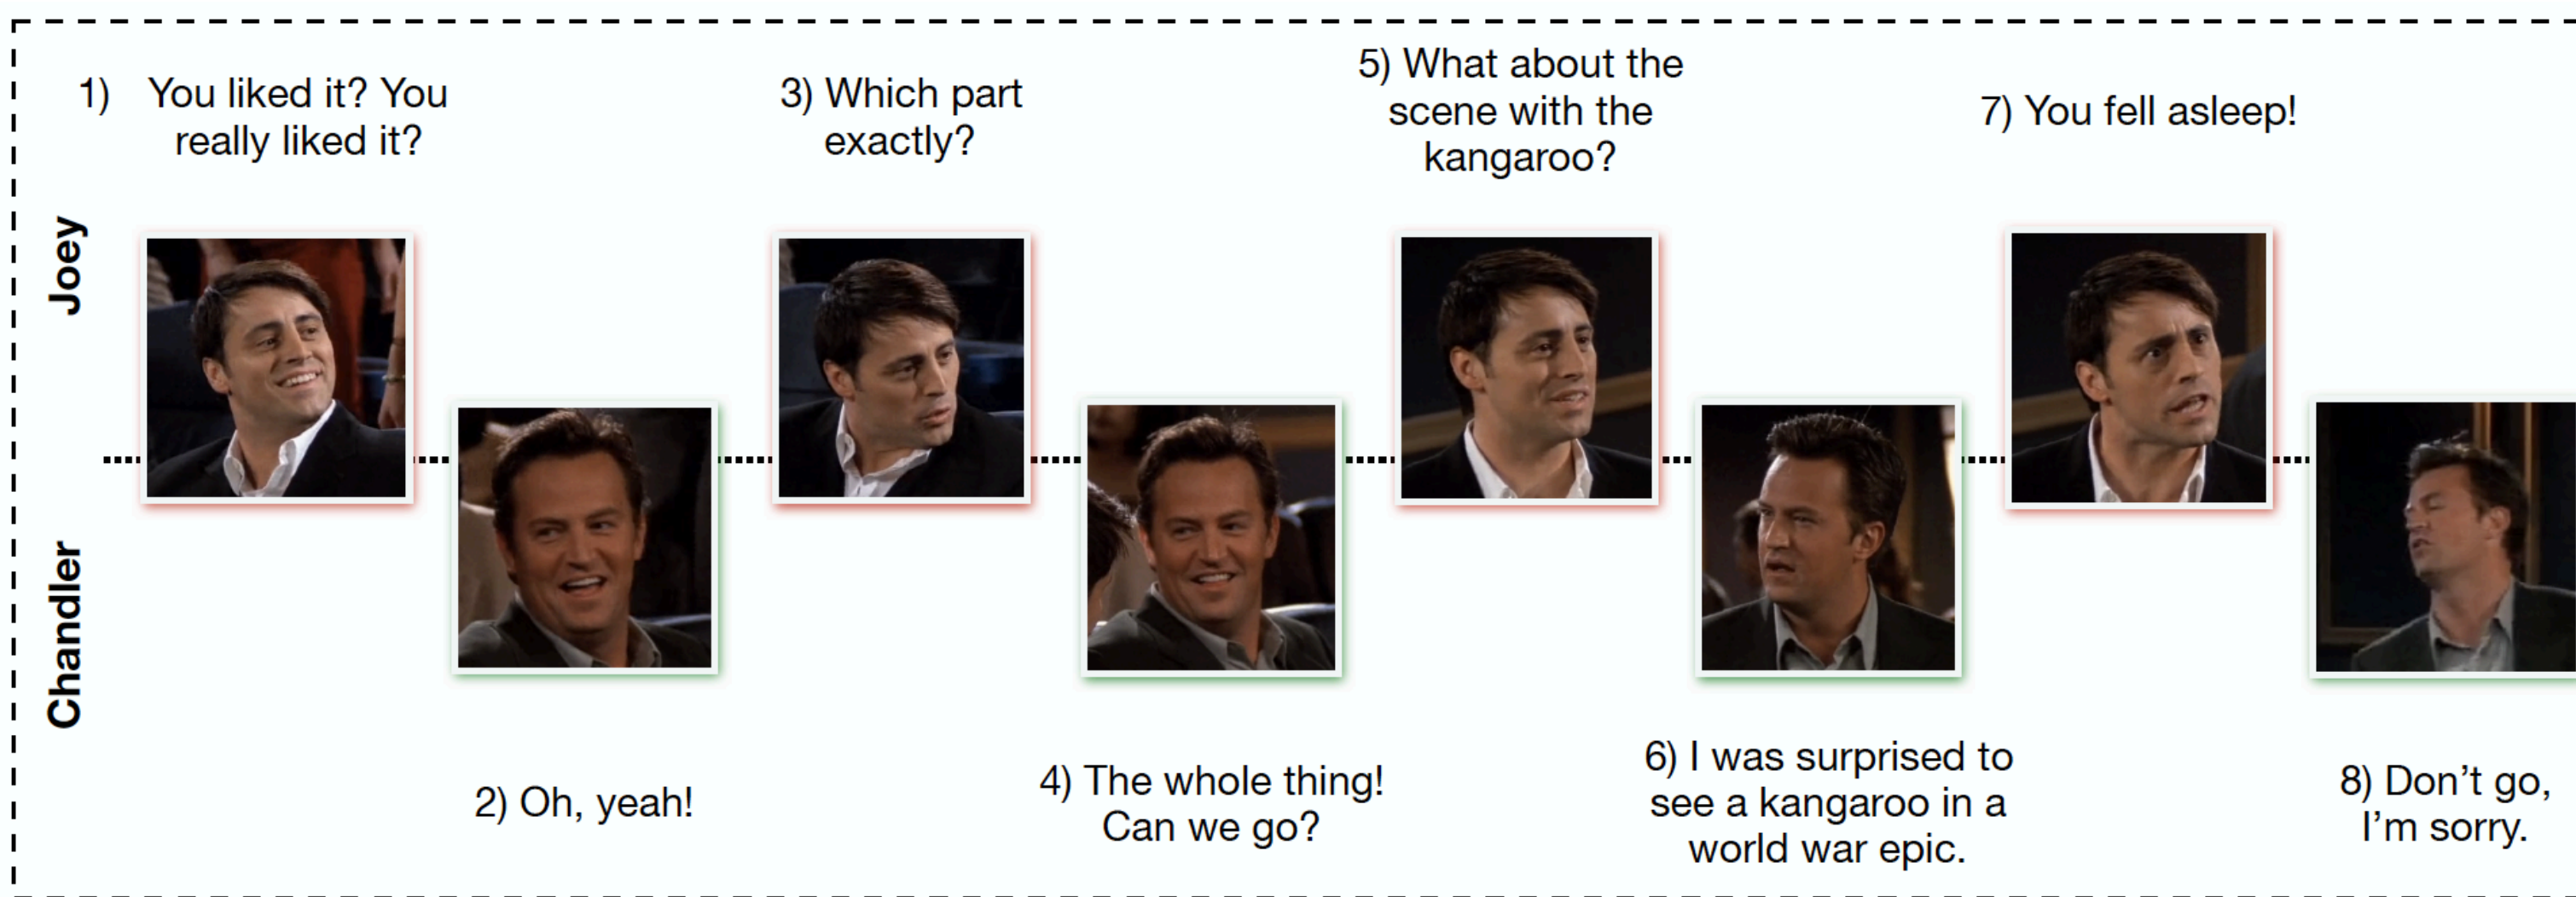 1) You liked it? You
really liked it?
2) Oh, yeah!
3) Which part
exactly?
4) The whole thing!
Can we go?
5) What about the
scene with the
kangaroo?
6) I was surprised to
see a kangaroo in a
world war epic.
7) You fell asleep!
8) Don’t go,
I’m sorry.
Joey
Chandler